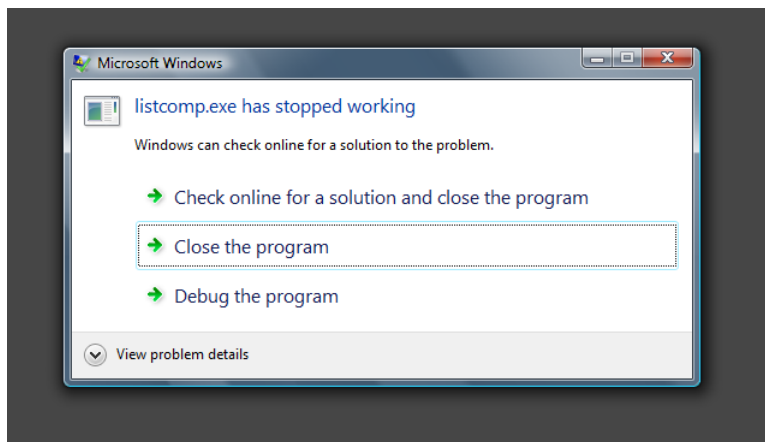 Microsoft Windows
listcomp.exe has stopped working
Windows can check online for a solution to the problem.
Check online for a solution and close the program
Close the program
Debug the program
View problem details